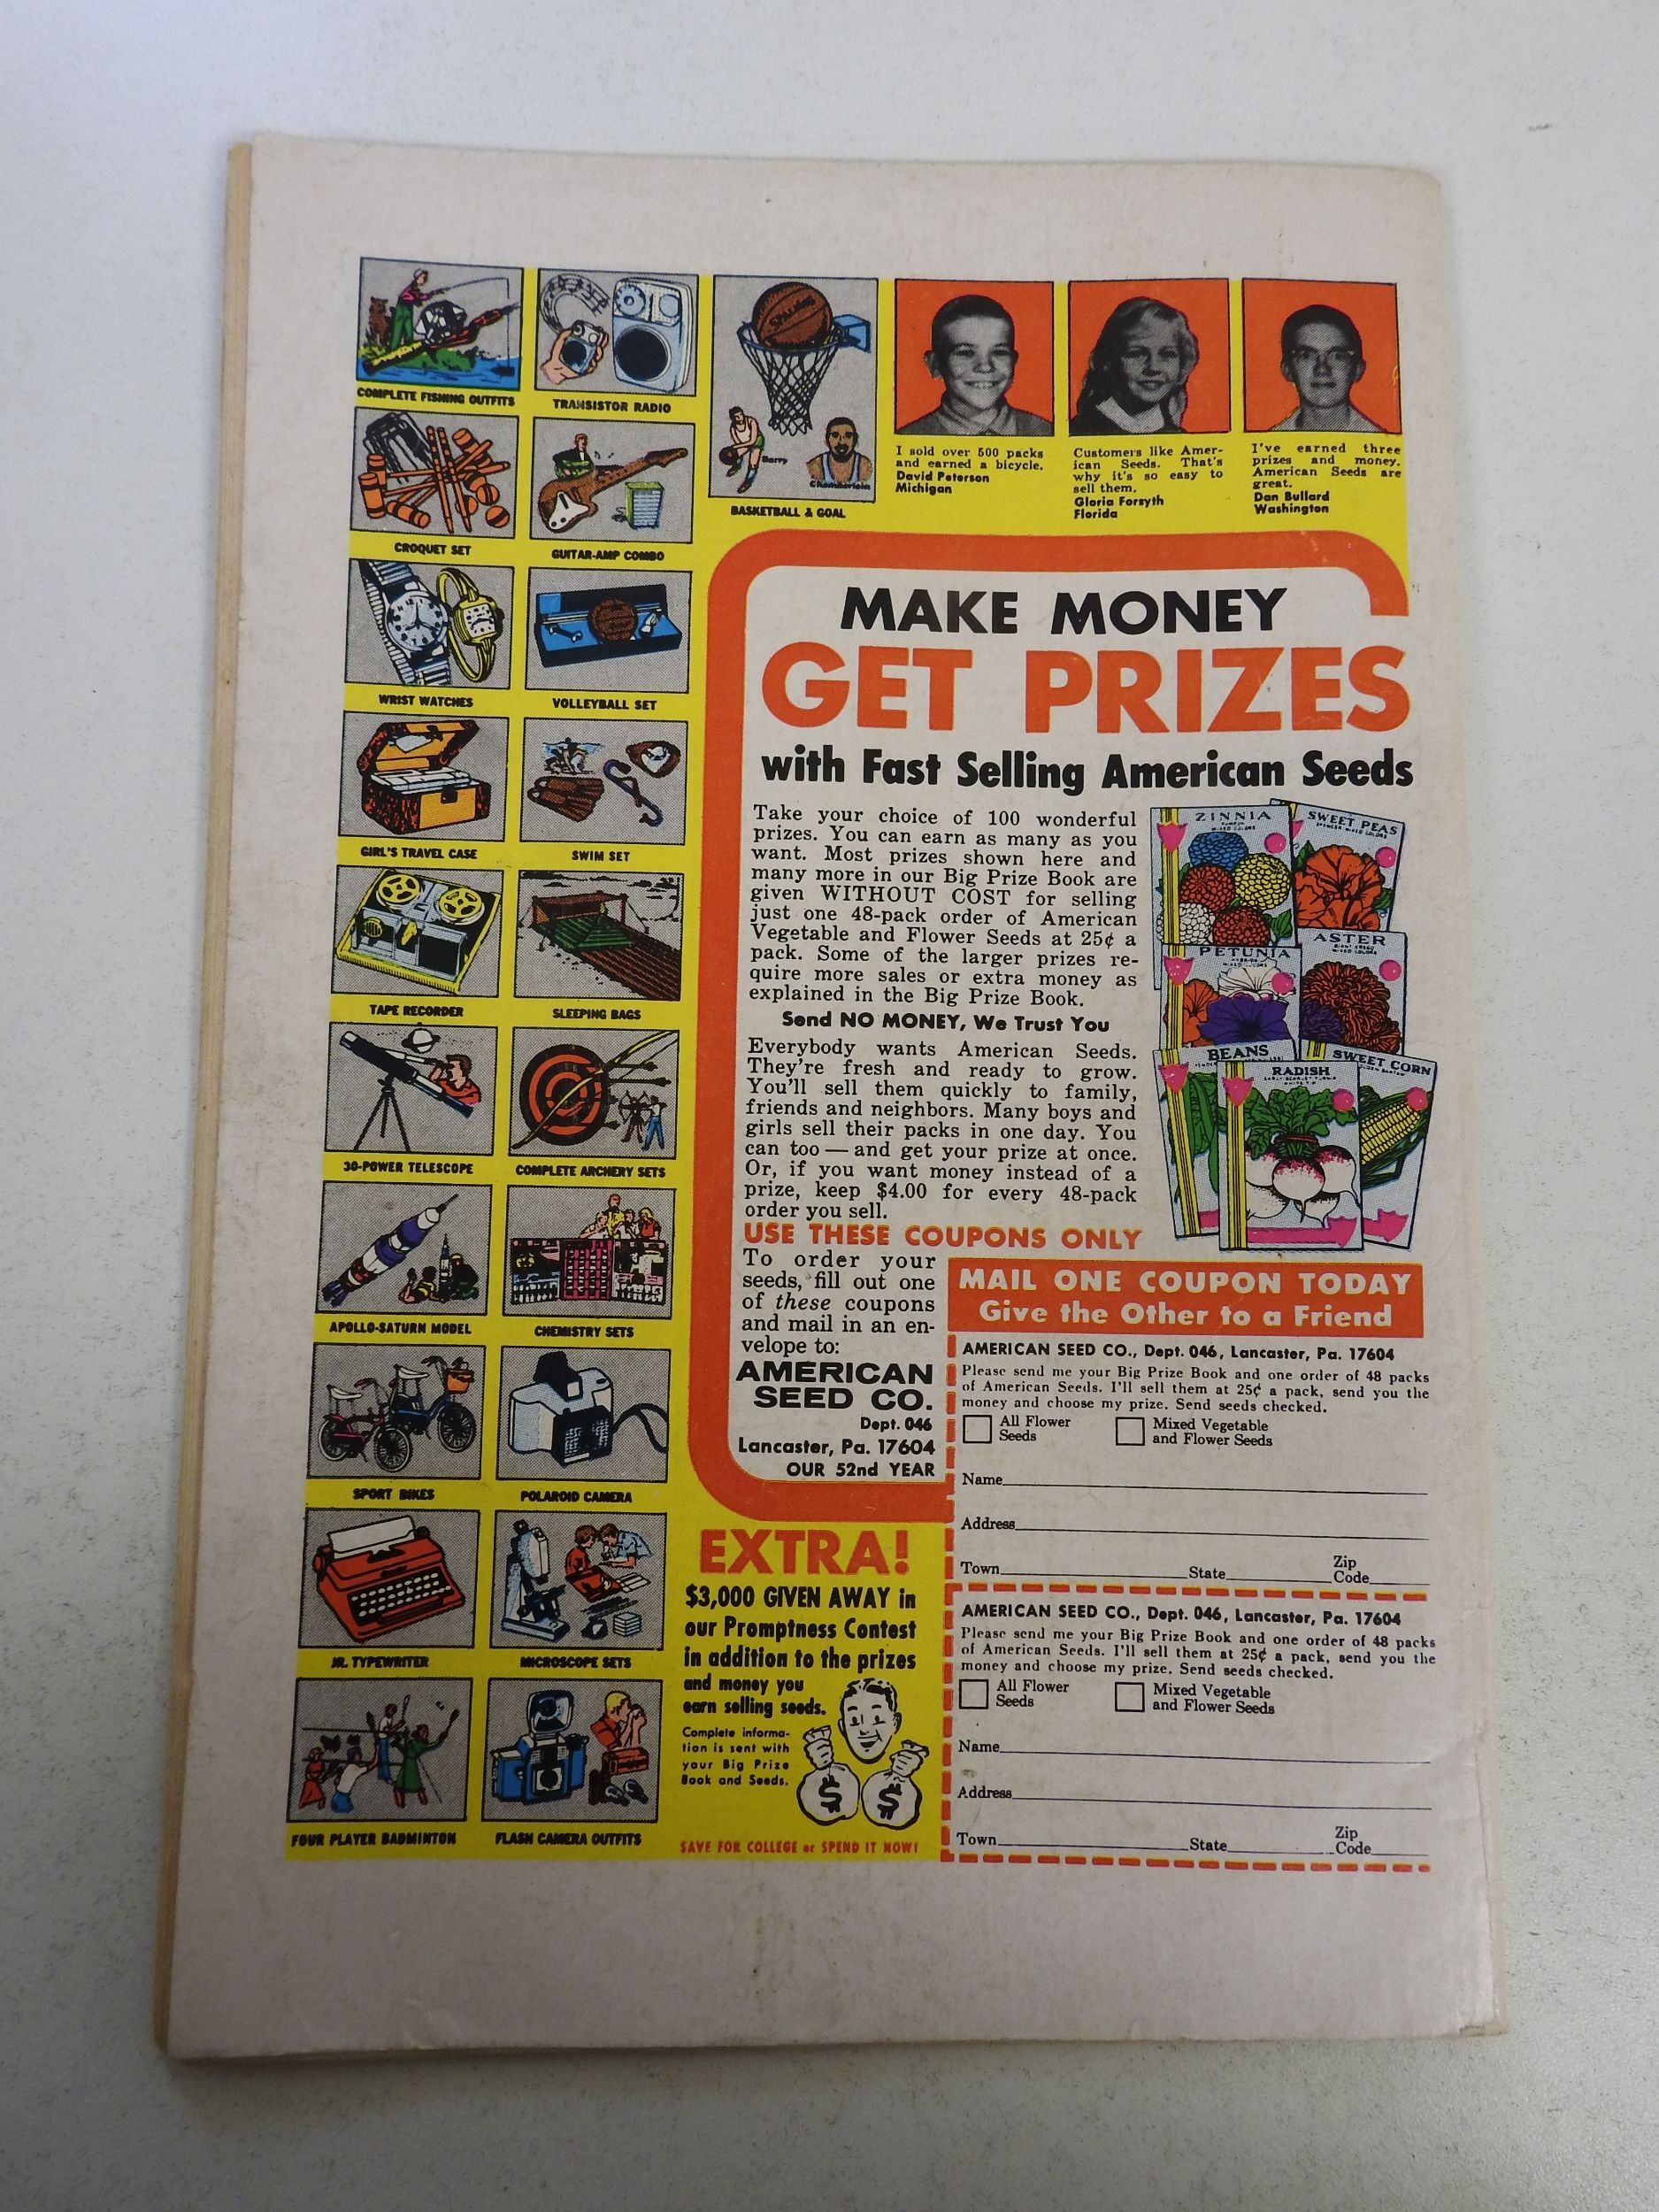 COMPLETE FISHING OUTFITS
TRANSISTOR RADIO
SPALDING
Barry
Chamberlain
BASKETBALL & GOAL
CROQUET SET
GUITAR-AMP COMBO
WRIST WATCHES
VOLLEYBALL SET
GIRL'S TRAVEL CASE
SWIM SET
TAPE RECORDER
SLEEPING BAGS
30-POWER TELESCOPE
COMPLETE ARCHERY SETS
APOLLO-SATURN MODEL
CHEMISTRY SETS
SPORT BIKES
POLAROID CAMERA
JR. TYPEWRITER
MICROSCOPE SETS
FOUR PLAYER BADMINTON
FLASH CAMERA OUTFITS
I sold over 500 packs
and earned a bicycle.
David Peterson
Michigan
Customers like Amer-
ican Seeds. That's
why it's so easy to
sell them.
Gloria Forsyth
Florida
I've earned three
prizes and money.
American Seeds are
great.
Dan Bullard
Washington
MAKE MONEY
GET PRIZES
with Fast Selling American Seeds
Take your choice of 100 wonderful
prizes. You can earn as many as you
want. Most prizes shown here and
many more in our Big Prize Book are
given WITHOUT COST for selling
just one 48-pack order of American
Vegetable and Flower Seeds at 25¢ a
pack. Some of the larger prizes re-
quire more sales or extra money as
explained in the Big Prize Book.
Send NO MONEY, We Trust You
Everybody wants American Seeds.
They're fresh and ready to grow.
You'll sell them quickly to family,
friends and neighbors. Many boys and
girls sell their packs in one day. You
can too — and get your prize at once.
Or, if you want money instead of a
prize, keep $4.00 for every 48-pack
order you sell.
ZINNIA
MIXED COLORS
SWEET PEAS
SPENCER MIXED COLORS
PETUNIA
MIXED COLORS
ASTER
MIXED COLORS
BEANS
RADISH
SWEET CORN
USE THESE COUPONS ONLY
To order your
seeds, fill out one
of these coupons
and mail in an en-
velope to:
AMERICAN
SEED CO.
Dept. 046
Lancaster, Pa. 17604
OUR 52nd YEAR
MAIL ONE COUPON TODAY
Give the Other to a Friend
AMERICAN SEED CO., Dept. 046, Lancaster, Pa. 17604
Please send me your Big Prize Book and one order of 48 packs
of American Seeds. I'll sell them at 25¢ a pack, send you the
money and choose my prize. Send seeds checked.
All Flower
Seeds
Mixed Vegetable
and Flower Seeds
Name
Address
Town State Zip
Code
AMERICAN SEED CO., Dept. 046, Lancaster, Pa. 17604
Please send me your Big Prize Book and one order of 48 packs
of American Seeds. I'll sell them at 25¢ a pack, send you the
money and choose my prize. Send seeds checked.
All Flower
Seeds
Mixed Vegetable
and Flower Seeds
Name
Address
Town State Zip
Code
EXTRA!
$3,000 GIVEN AWAY in
our Promptness Contest
in addition to the prizes
and money you
earn selling seeds.
Complete informa-
tion is sent with
your Big Prize
Book and Seeds.
$ $
SAVE FOR COLLEGE or SPEND IT NOW!